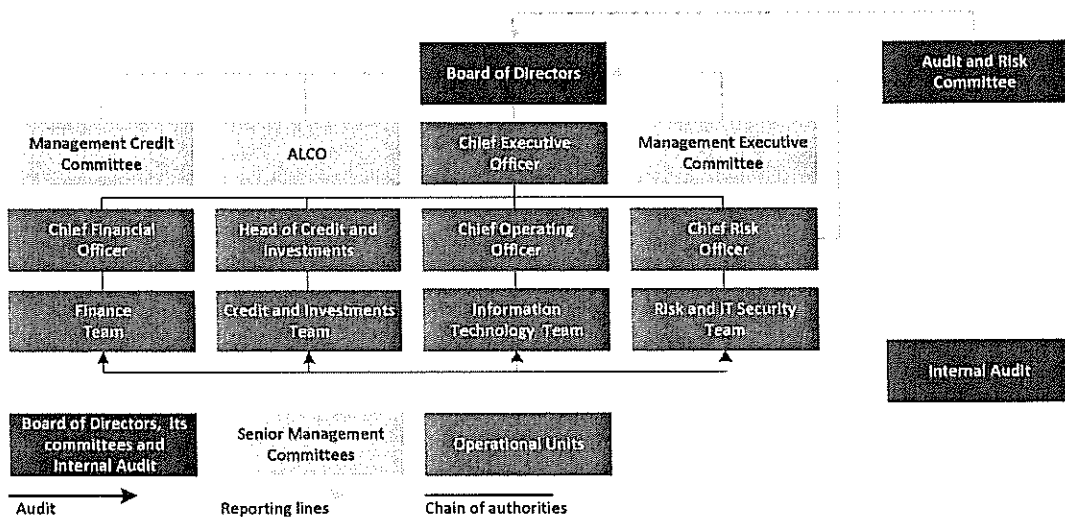 Board of Directors
Audit and Risk
Committee
Management Credit
Committee
ALCO
Chief Executive
Officer
Management Executive
Committee
Chief Financial
Officer
Head of Credit and
Investments
Chief Operating
Officer
Chief Risk
Officer
Finance
Team
Credit and Investments
Team
Information
Technology Team
Risk and IT Security
Team
Internal Audit
Board of Directors, Its
committees and
Internal Audit
Senior Management
Committees
Operational Units
Audit
Reporting lines
Chain of authorities